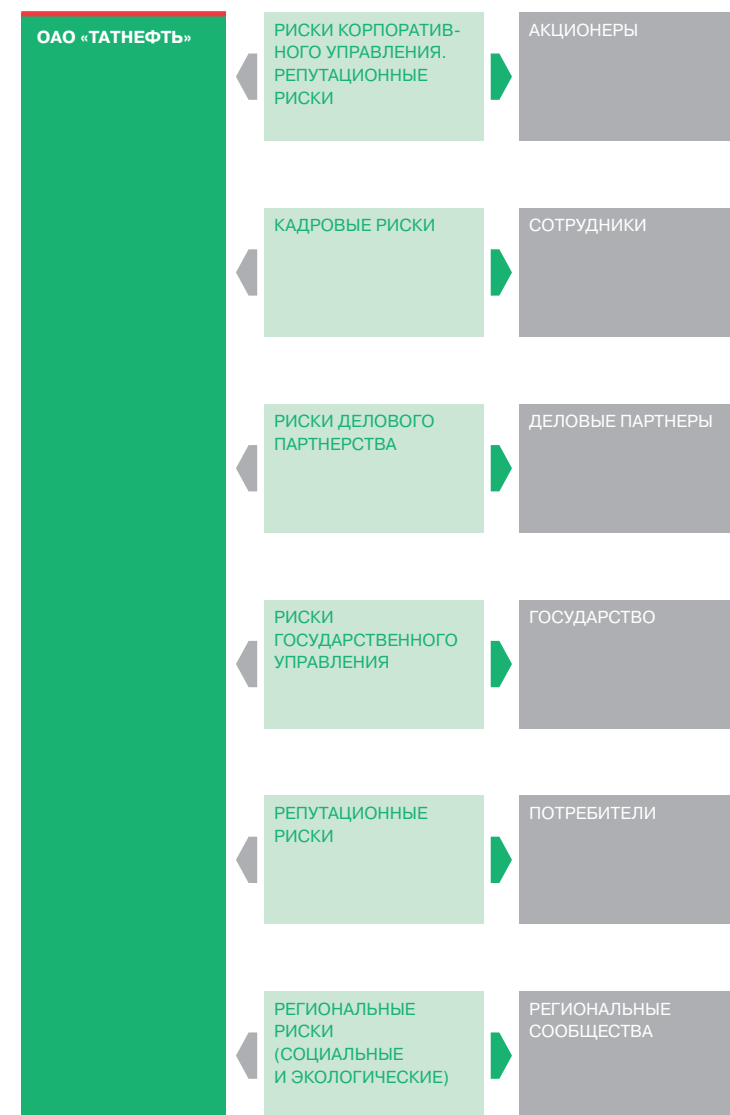 ОАО «ТАТНЕФТЬ»
РИСКИ КОРПОРАТИВ-
НОГО УПРАВЛЕНИЯ.
РЕПУТАЦИОННЫЕ
РИСКИ
АКЦИОНЕРЫ
КАДРОВЫЕ РИСКИ
СОТРУДНИКИ
РИСКИ ДЕЛОВОГО
ПАРТНЕРСТВА
ДЕЛОВЫЕ ПАРТНЕРЫ
РИСКИ
ГОСУДАРСТВЕННОГО
УПРАВЛЕНИЯ
ГОСУДАРСТВО
РЕПУТАЦИОННЫЕ
РИСКИ
ПОТРЕБИТЕЛИ
РЕГИОНАЛЬНЫЕ
РИСКИ
(СОЦИАЛЬНЫЕ
И ЭКОЛОГИЧЕСКИЕ)
РЕГИОНАЛЬНЫЕ
СООБЩЕСТВА